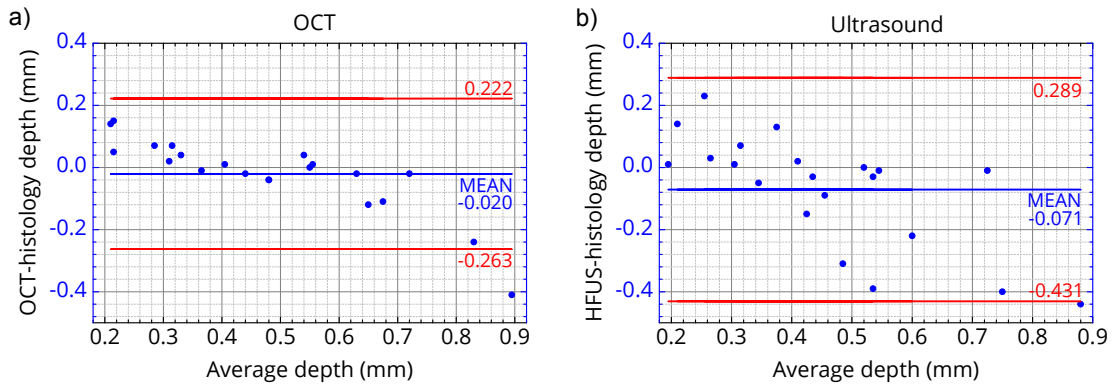 a)
OCT
OCT-histology depth (mm)
0.4
0.2
0.0
-0.2
-0.4
0.222
MEAN
-0.020
-0.263
0.2 0.3 0.4 0.5 0.6 0.7 0.8 0.9
Average depth (mm)
b)
Ultrasound
HFUS-histology depth (mm)
0.4
0.2
0.0
-0.2
-0.4
0.289
MEAN
-0.071
-0.431
0.2 0.3 0.4 0.5 0.6 0.7 0.8 0.9
Average depth (mm)